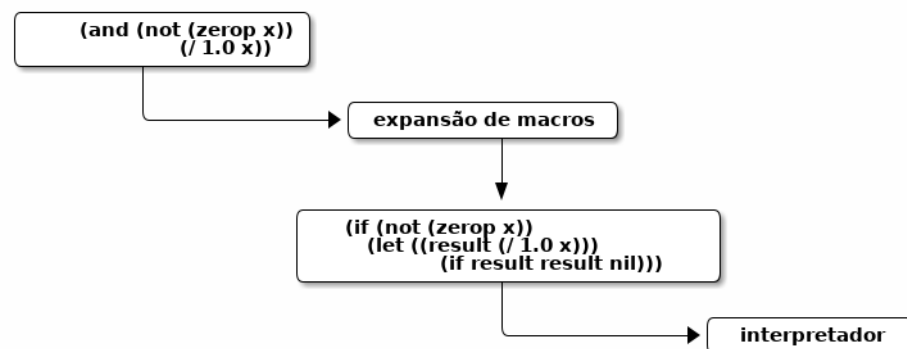 (and (not (zerop x))
(/ 1.0 x))
expansão de macros
(if (not (zerop x))
(let ((result (/ 1.0 x)))
(if result result nil)))
interpretador